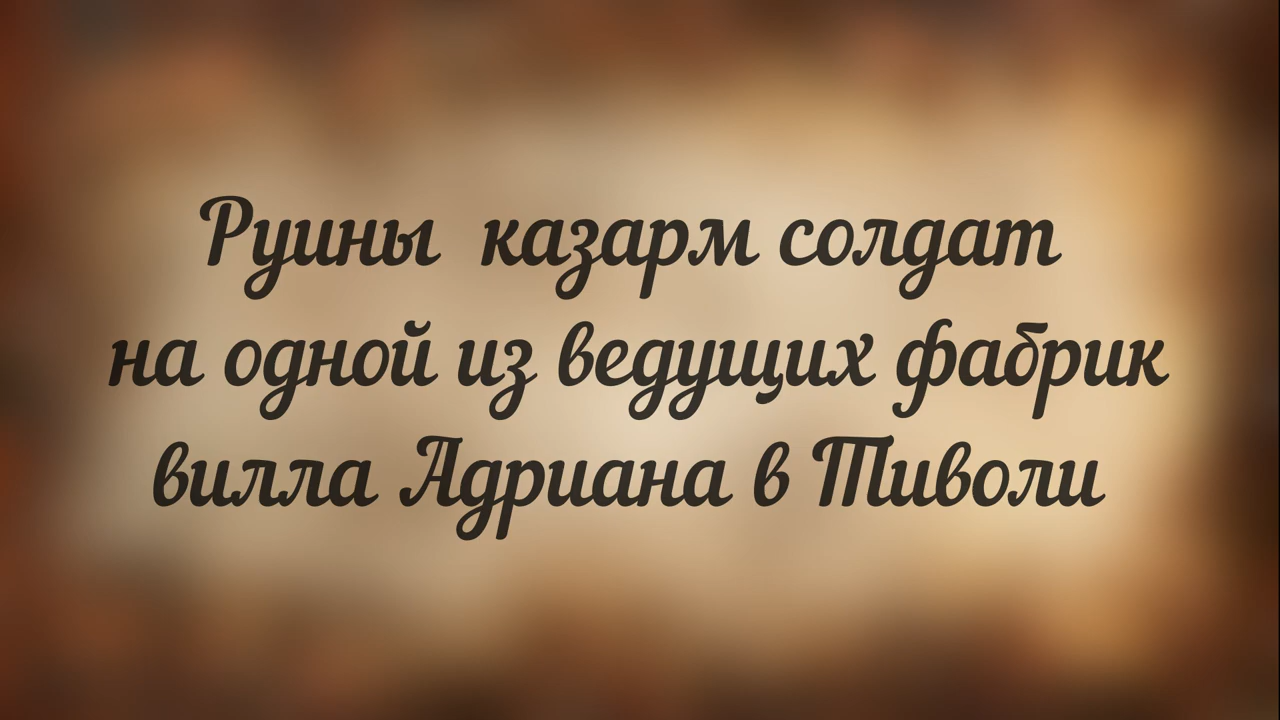 Руины казарм солдат
на одной из ведущих фабрик
вилла Адриана в Тиволи